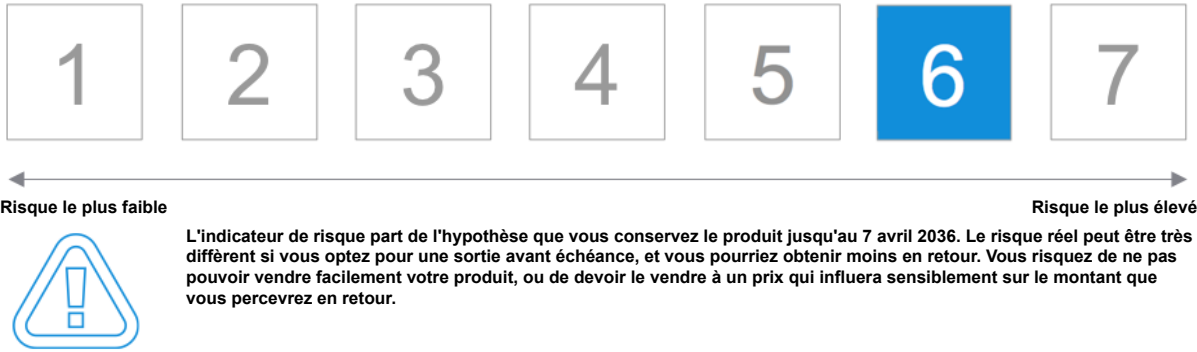 1 2 3 4 5 6 7
Risque le plus faible Risque le plus élevé
L'indicateur de risque part de l'hypothèse que vous conservez le produit jusqu'au 7 avril 2036. Le risque réel peut être très
diffèrent si vous optez pour une sortie avant échéance, et vous pourriez obtenir moins en retour. Vous risquez de ne pas
pouvoir vendre facilement votre produit, ou de devoir le vendre à un prix qui influera sensiblement sur le montant que
vous percevrez en retour.